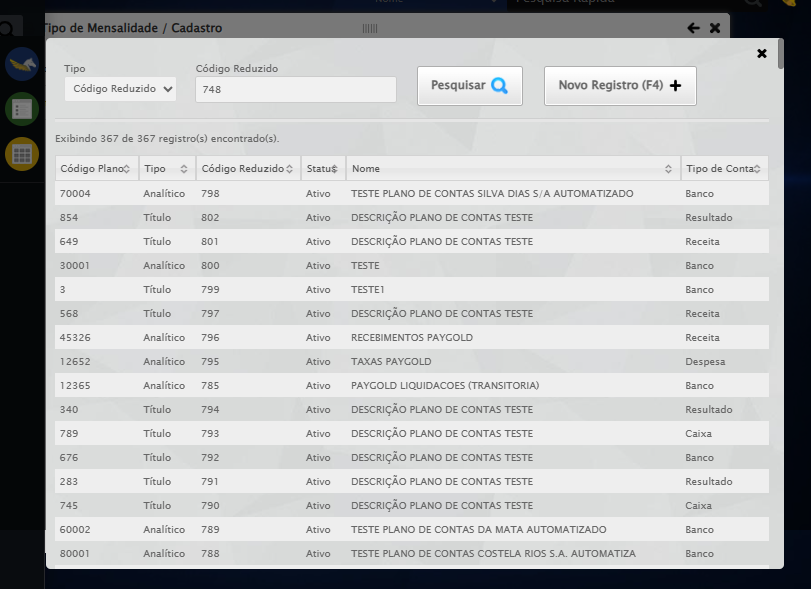 Pesquisa Rápida
Tipo de Mensalidade / Cadastro
Tipo
Código Reduzido
Código Reduzido
748
Pesquisar
Novo Registro (F4)
Exibindo 367 de 367 registro(s) encontrado(s).
Código Plano Tipo Código Reduzido Status Nome Tipo de Conta
70004 Analítico 798 Ativo TESTE PLANO DE CONTAS SILVA DIAS S/A AUTOMATIZADO Banco
854 Título 802 Ativo DESCRIÇÃO PLANO DE CONTAS TESTE Resultado
649 Título 801 Ativo DESCRIÇÃO PLANO DE CONTAS TESTE Receita
30001 Analítico 800 Ativo TESTE Banco
3 Título 799 Ativo TESTE1 Banco
568 Título 797 Ativo DESCRIÇÃO PLANO DE CONTAS TESTE Receita
45326 Analítico 796 Ativo RECEBIMENTOS PAYGOLD Receita
12652 Analítico 795 Ativo TAXAS PAYGOLD Despesa
12365 Analítico 785 Ativo PAYGOLD LIQUIDACOES (TRANSITORIA) Banco
340 Título 794 Ativo DESCRIÇÃO PLANO DE CONTAS TESTE Resultado
789 Título 793 Ativo DESCRIÇÃO PLANO DE CONTAS TESTE Caixa
676 Título 792 Ativo DESCRIÇÃO PLANO DE CONTAS TESTE Banco
283 Título 791 Ativo DESCRIÇÃO PLANO DE CONTAS TESTE Resultado
745 Título 790 Ativo DESCRIÇÃO PLANO DE CONTAS TESTE Caixa
60002 Analítico 789 Ativo TESTE PLANO DE CONTAS DA MATA AUTOMATIZADO Banco
80001 Analítico 788 Ativo TESTE PLANO DE CONTAS COSTELA RIOS S.A. AUTOMATIZA Banco